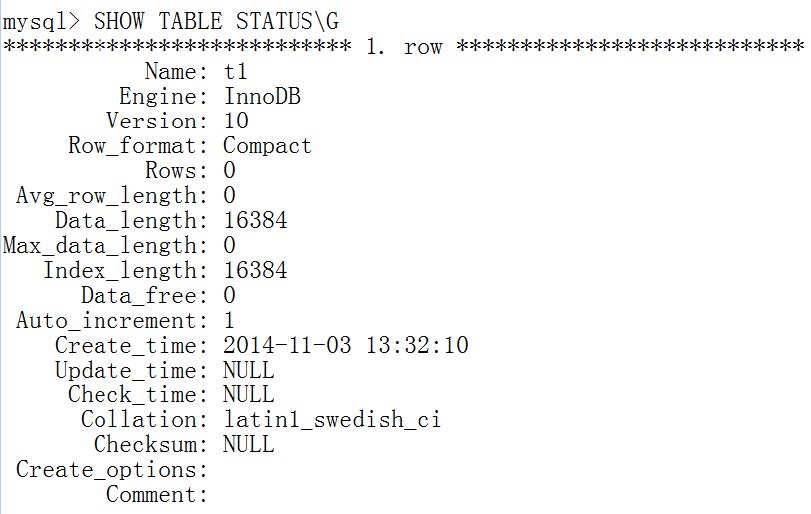 mysql> SHOW TABLE STATUS\G
*************************** 1. row ***************************
Name: t1
Engine: InnoDB
Version: 10
Row_format: Compact
Rows: 0
Avg_row_length: 0
Data_length: 16384
Max_data_length: 0
Index_length: 16384
Data_free: 0
Auto_increment: 1
Create_time: 2014-11-03 13:32:10
Update_time: NULL
Check_time: NULL
Collation: latin1_swedish_ci
Checksum: NULL
Create_options:
Comment: